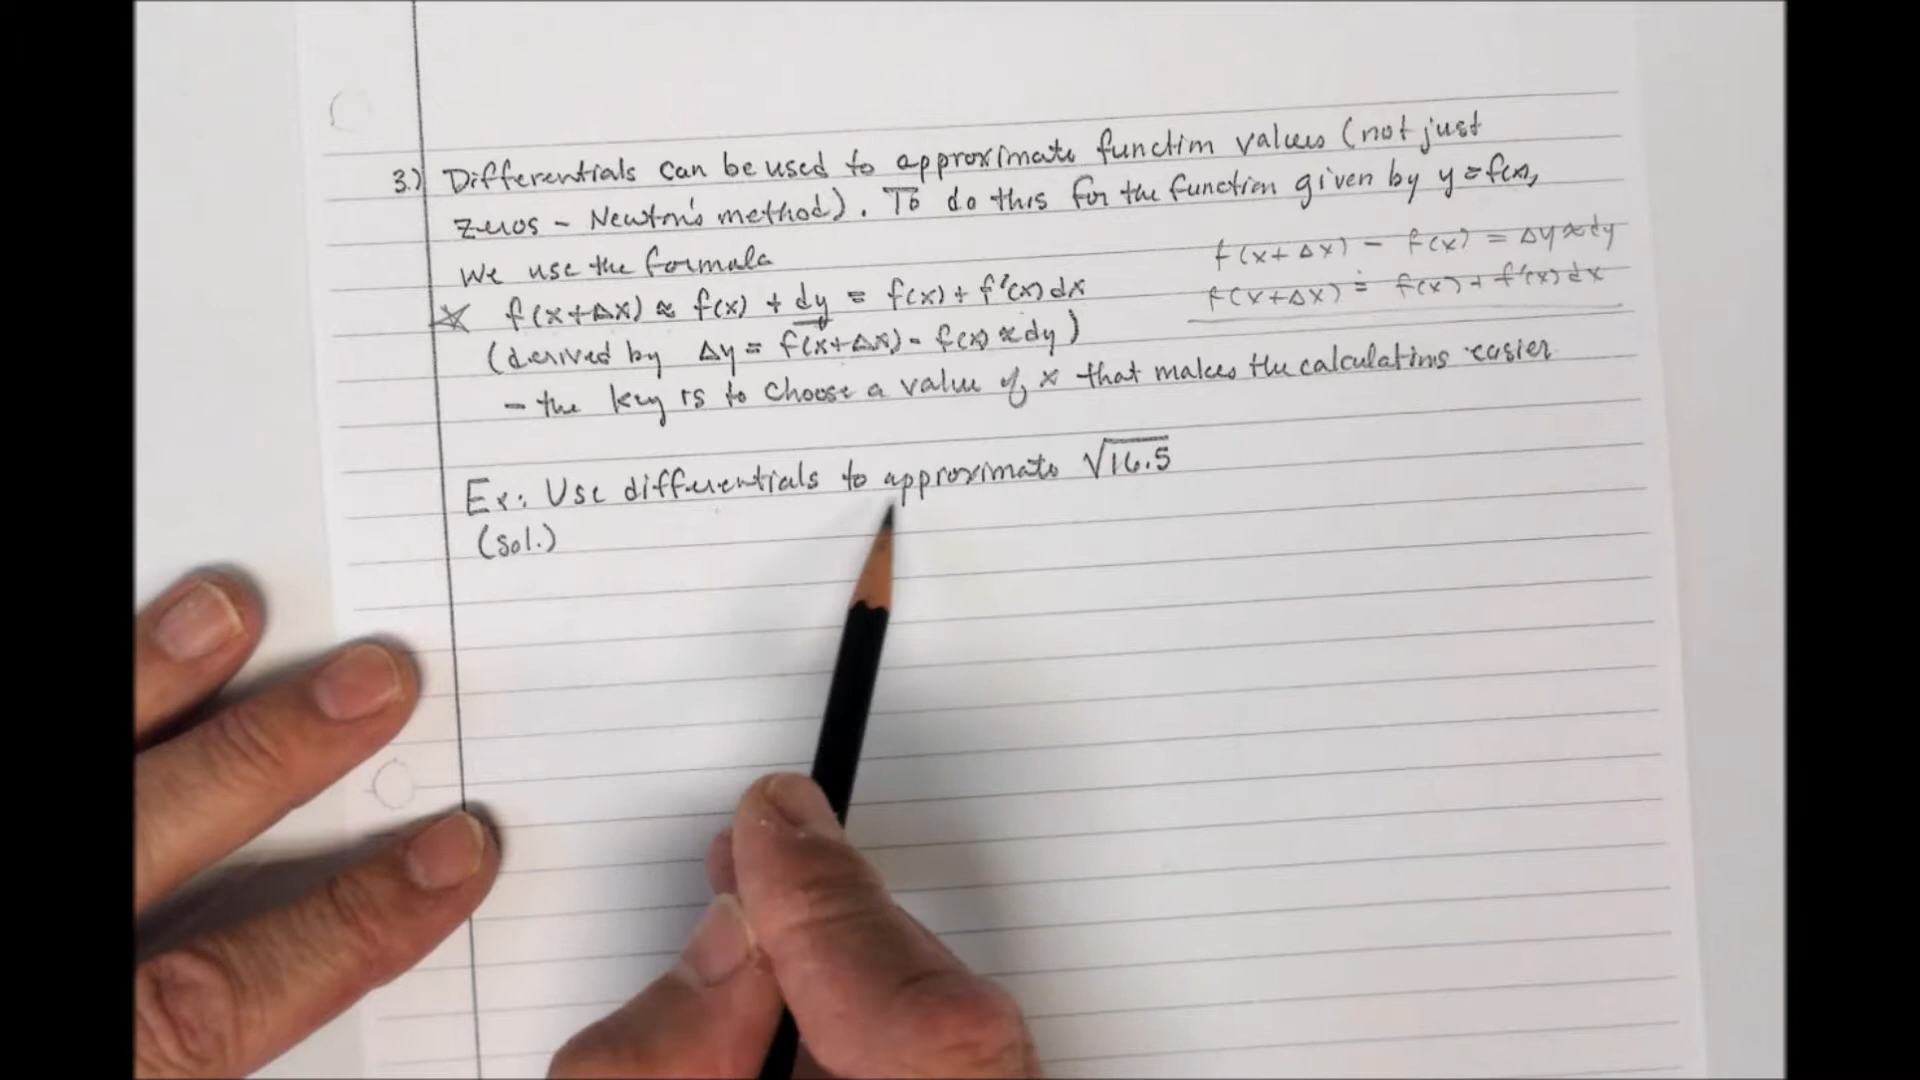 3.) Differentials can be used to approximate function values (not just
zeros - Newton's method). To do this for the function given by y = f(x),
we use the formula
f(x+Δx) - f(x) = Δy ≈ dy
☆ f(x+Δx) ≈ f(x) + dy = f(x) + f'(x) dx
f(x+Δx) ≐ f(x) + f'(x) dx
(derived by Δy = f(x+Δx) - f(x) ≈ dy)
- the key is to choose a value of x that makes the calculations easier
Ex: Use differentials to approximate √16.5
(sol.)